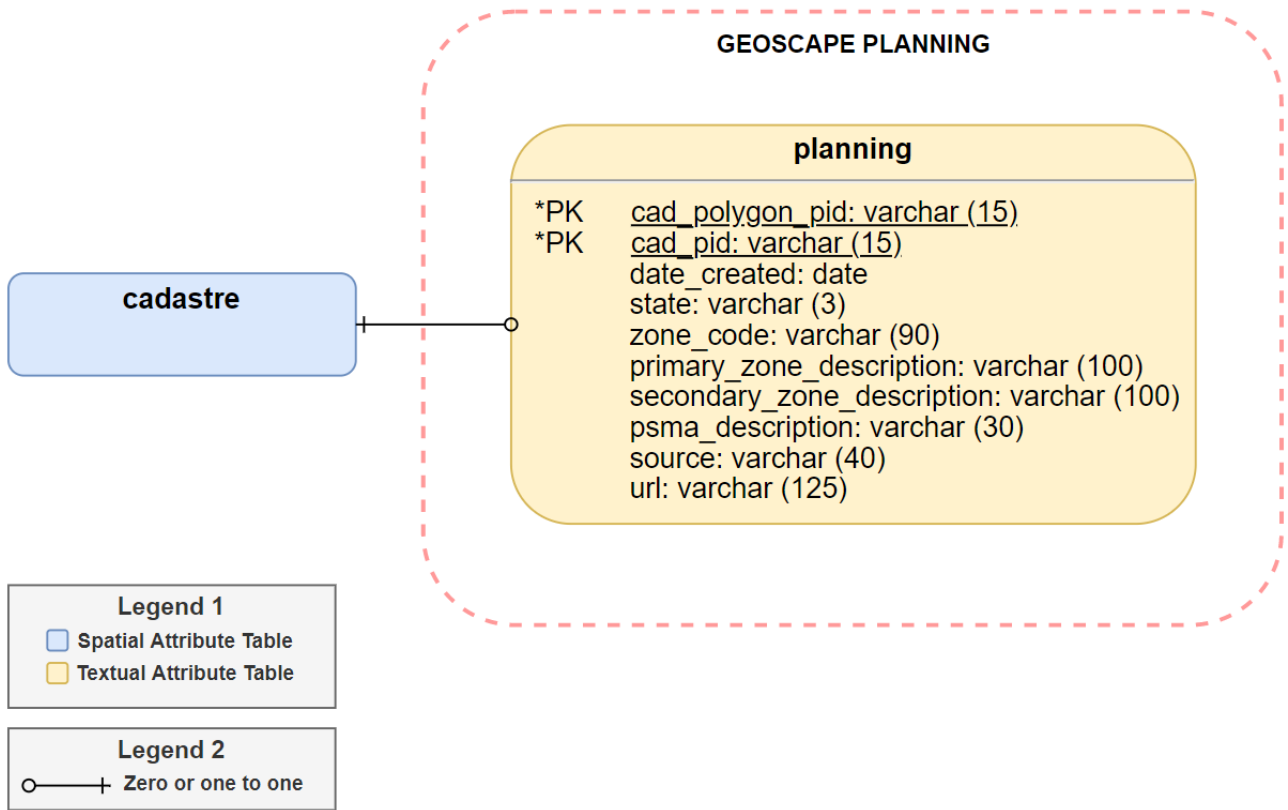 GEOSCAPE PLANNING
planning
*PK cad_polygon_pid: varchar (15)
*PK cad_pid: varchar (15)
date_created: date
state: varchar (3)
zone_code: varchar (90)
primary_zone_description: varchar (100)
secondary_zone_description: varchar (100)
psma_description: varchar (30)
source: varchar (40)
url: varchar (125)
cadastre
Legend 1
Spatial Attribute Table
Textual Attribute Table
Legend 2
Zero or one to one